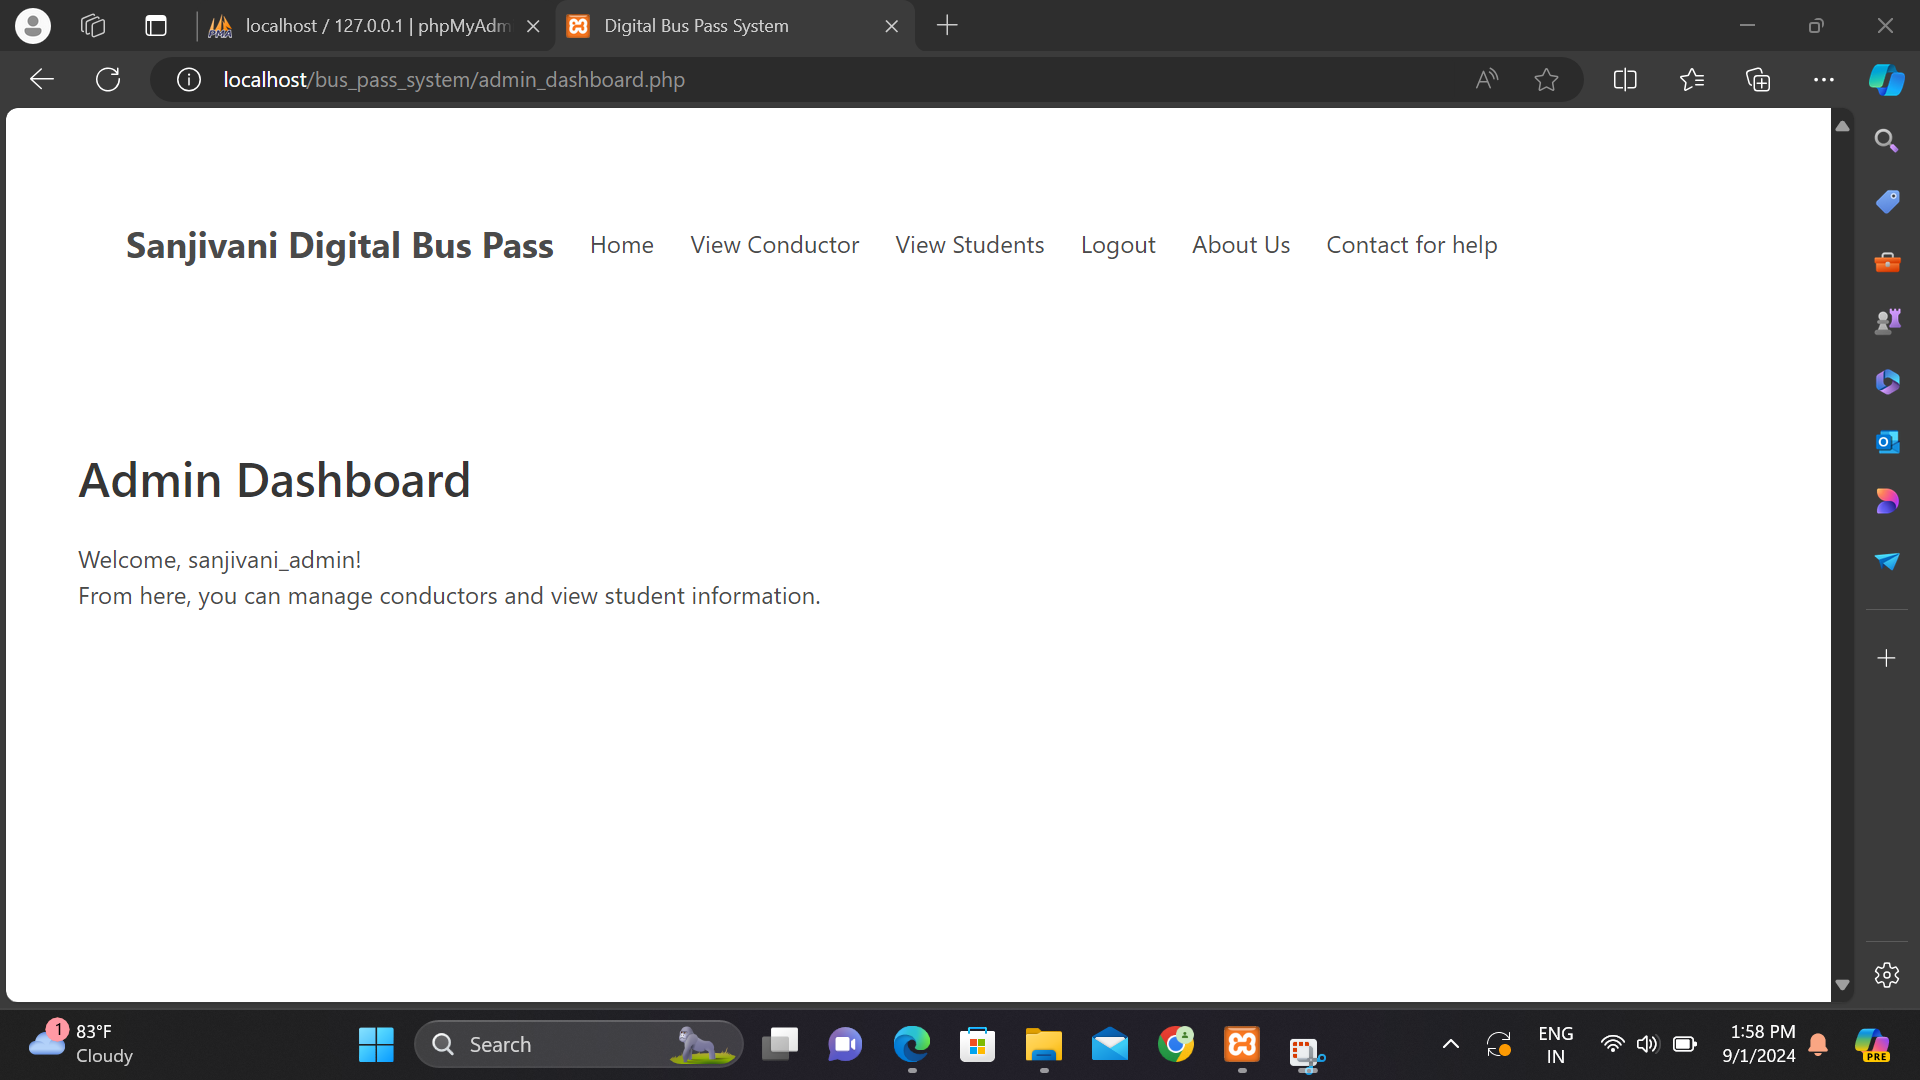 localhost / 127.0.0.1 | phpMyAdm
Digital Bus Pass System
localhost/bus_pass_system/admin_dashboard.php
Sanjivani Digital Bus Pass Home View Conductor View Students Logout About Us Contact for help
Admin Dashboard
Welcome, sanjivani_admin!
From here, you can manage conductors and view student information.
1
83°F
Cloudy
Search
ENG
IN
1:58 PM
9/1/2024
PRE